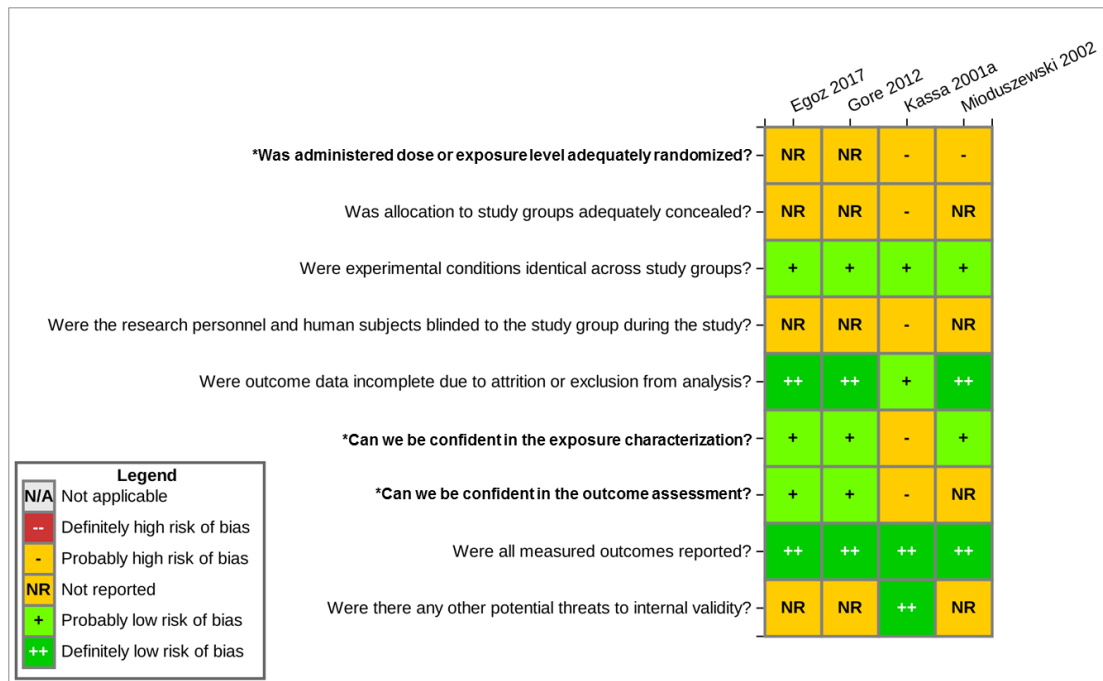 Egoz 2017 Gore 2012 Kassa 2001a Mioduszewski 2002
*Was administered dose or exposure level adequately randomized? NR NR - -
Was allocation to study groups adequately concealed? NR NR - NR
Were experimental conditions identical across study groups? + + + +
Were the research personnel and human subjects blinded to the study group during the study? NR NR - NR
Were outcome data incomplete due to attrition or exclusion from analysis? ++ ++ + ++
*Can we be confident in the exposure characterization? + + - +
*Can we be confident in the outcome assessment? + + - NR
Were all measured outcomes reported? ++ ++ ++ ++
Were there any other potential threats to internal validity? NR NR ++ NR
Legend
N/A Not applicable
-- Definitely high risk of bias
- Probably high risk of bias
NR Not reported
+ Probably low risk of bias
++ Definitely low risk of bias